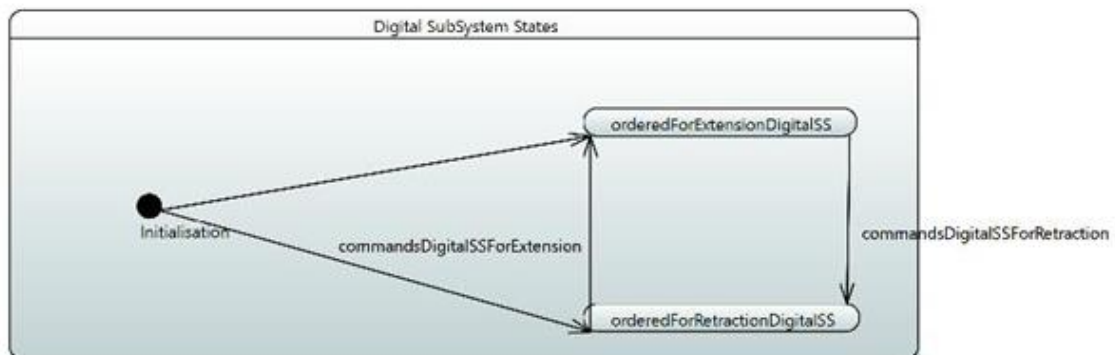 Digital SubSystem States
orderedForExtensionDigitalSS
Initialisation
commandsDigitalSSForExtension
commandsDigitalSSForRetraction
orderedForRetractionDigitalSS